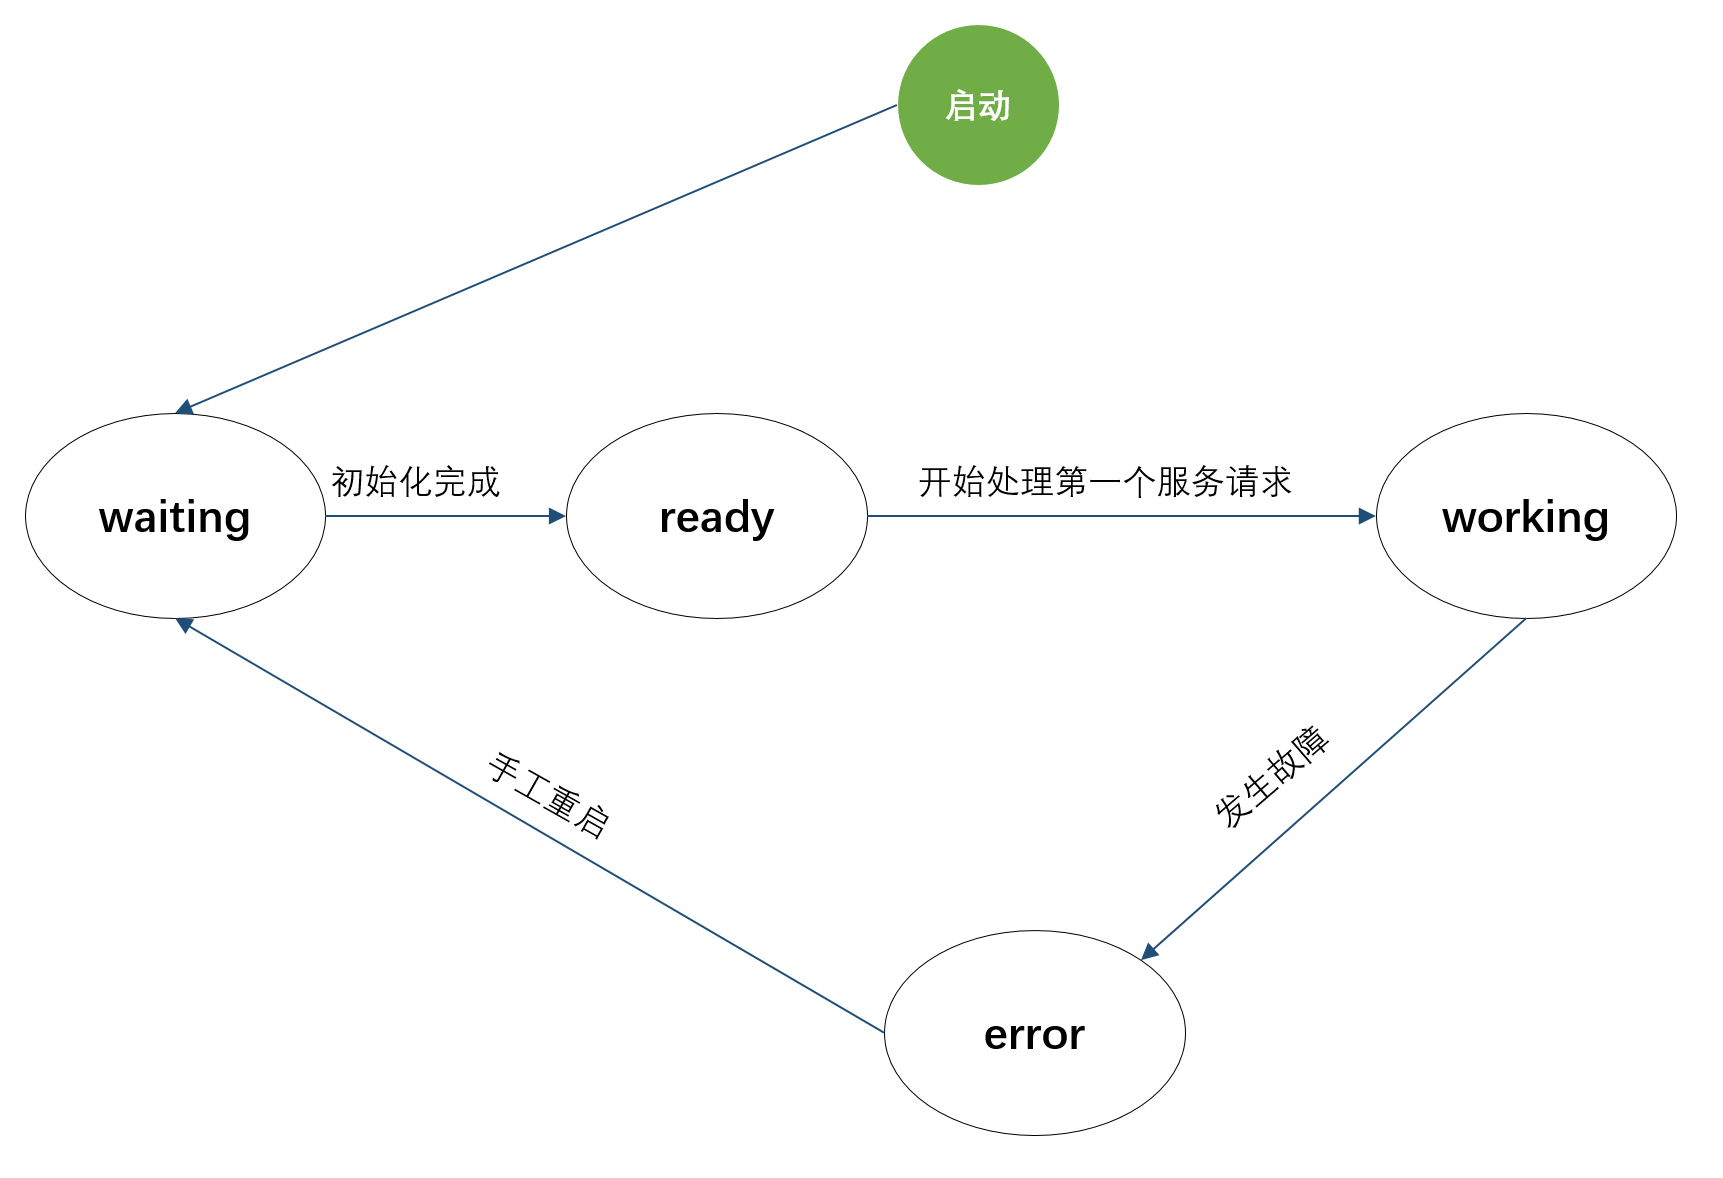 启动
初始化完成
开始处理第一个服务请求
waiting
ready
working
手工重启
发生故障
error